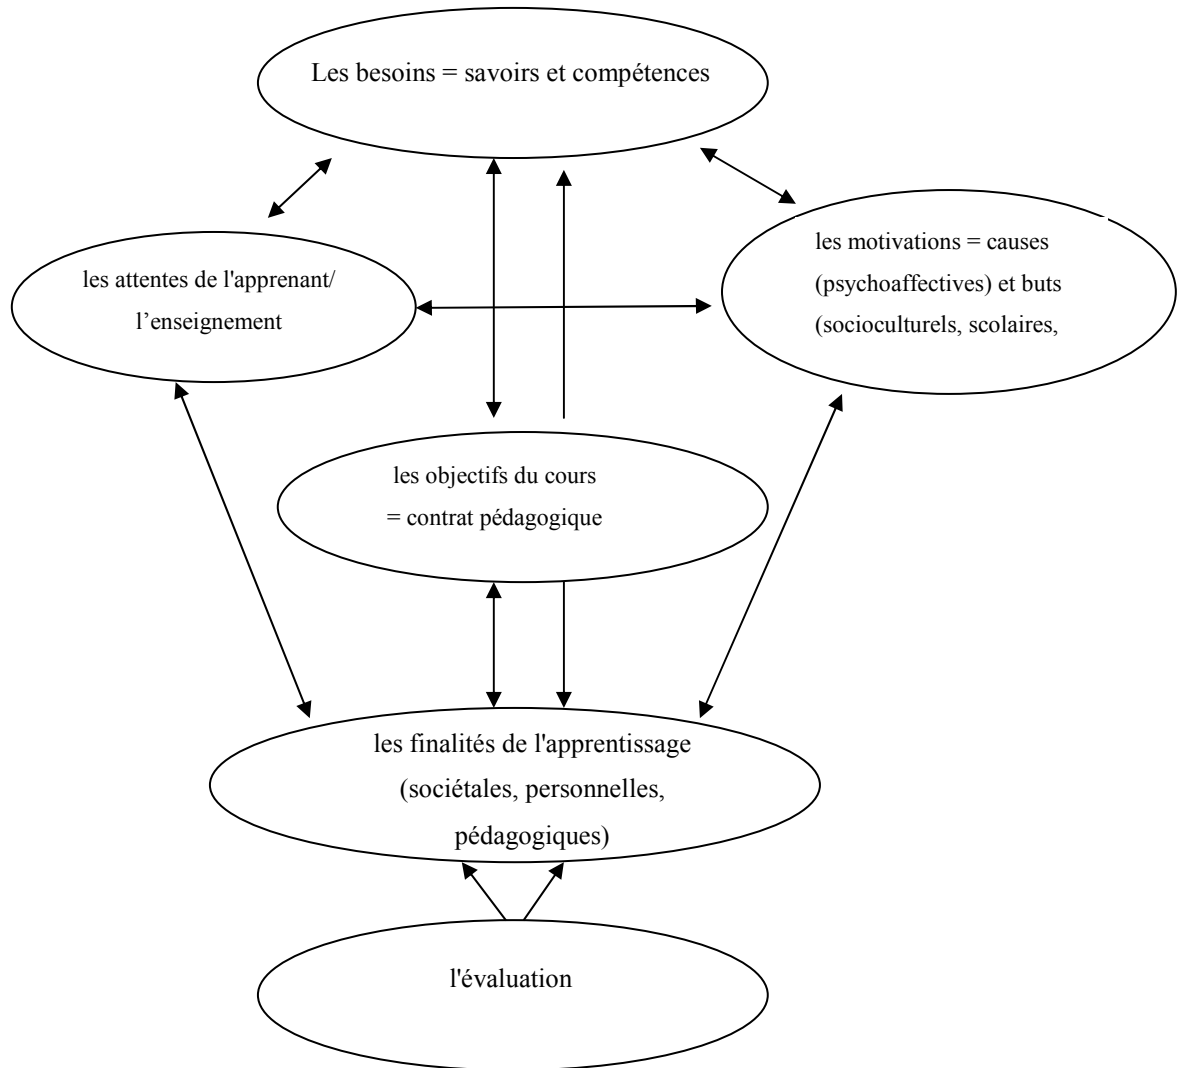 Les besoins = savoirs et compétences
les attentes de l'apprenant/
l’enseignement
les motivations = causes
(psychoaffectives) et buts
(socioculturels, scolaires,
les objectifs du cours
= contrat pédagogique
les finalités de l'apprentissage
(sociétales, personnelles,
pédagogiques)
l'évaluation